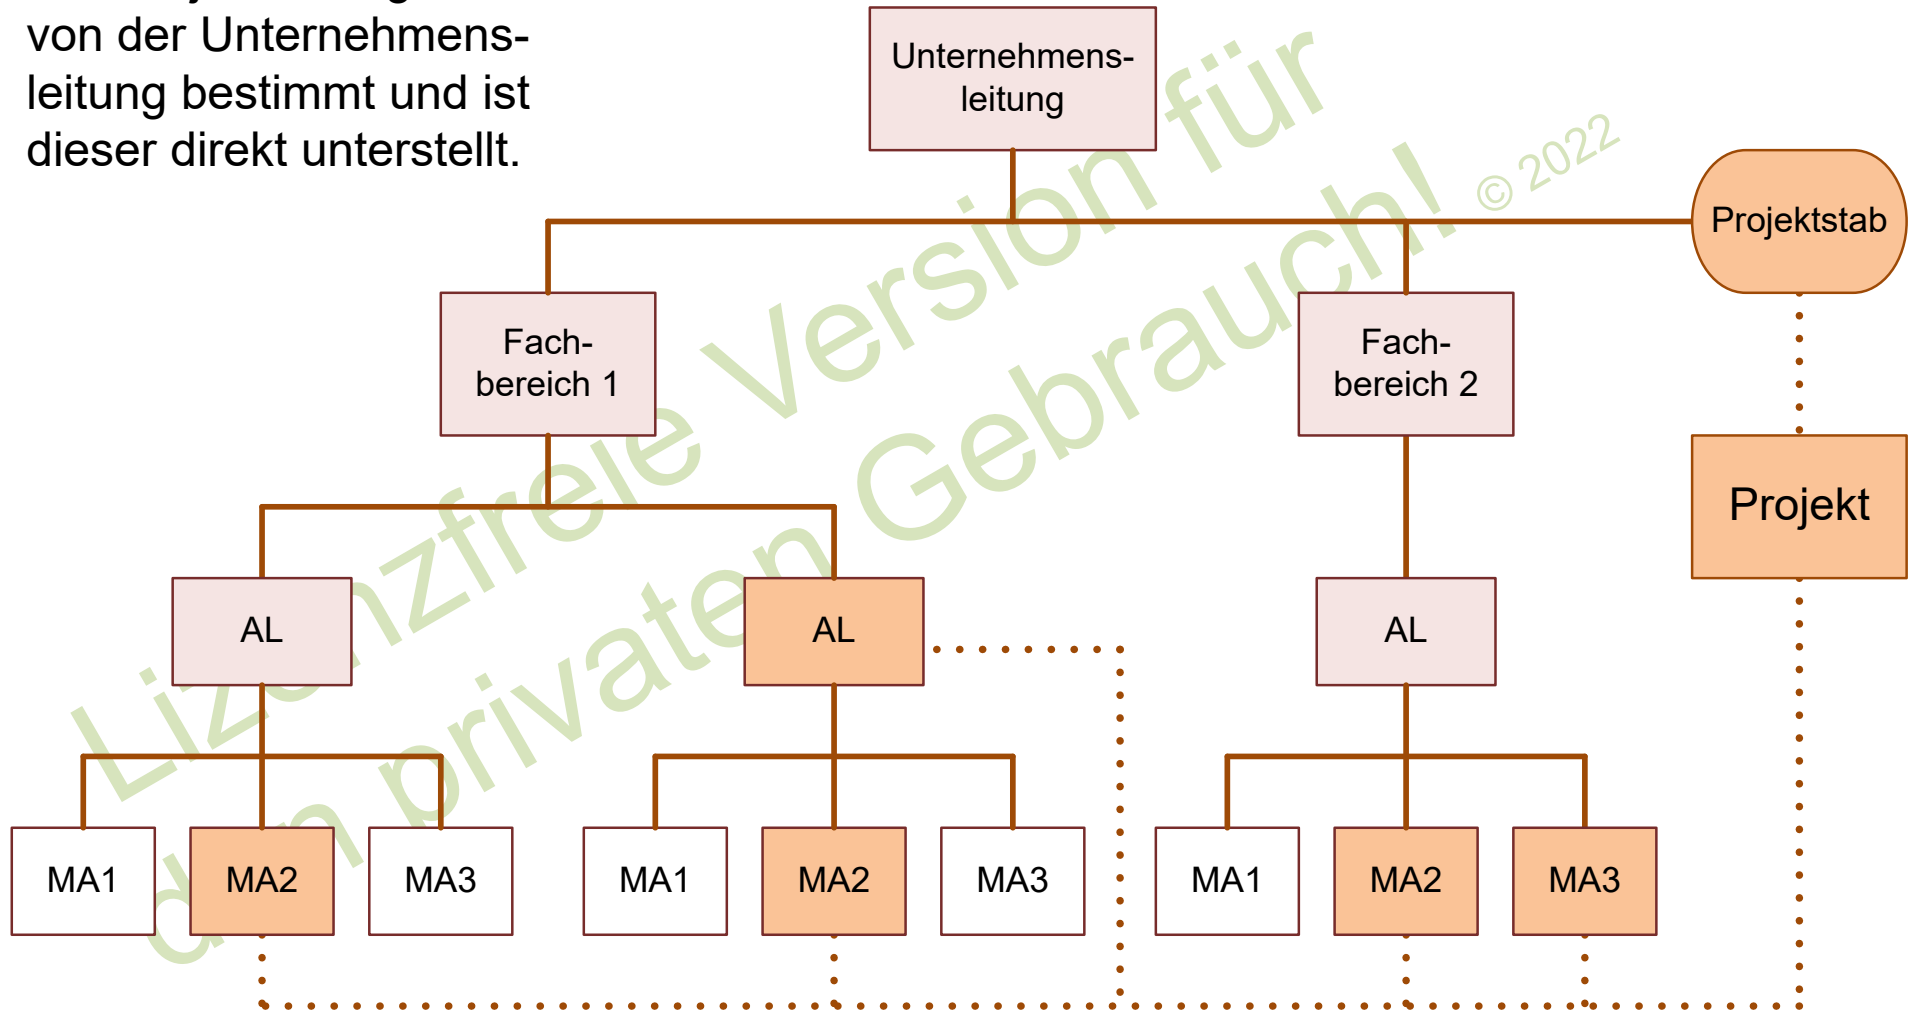 von der Unternehmens-
leitung bestimmt und ist
dieser direkt unterstellt.
Unternehmens-
leitung
© 2022
Projektstab
Fach-
bereich 1
Fach-
bereich 2
Projekt
AL
AL
AL
MA1
MA2
MA3
MA1
MA2
MA3
MA1
MA2
MA3
Lizenzfreie Version für
den privaten Gebrauch!